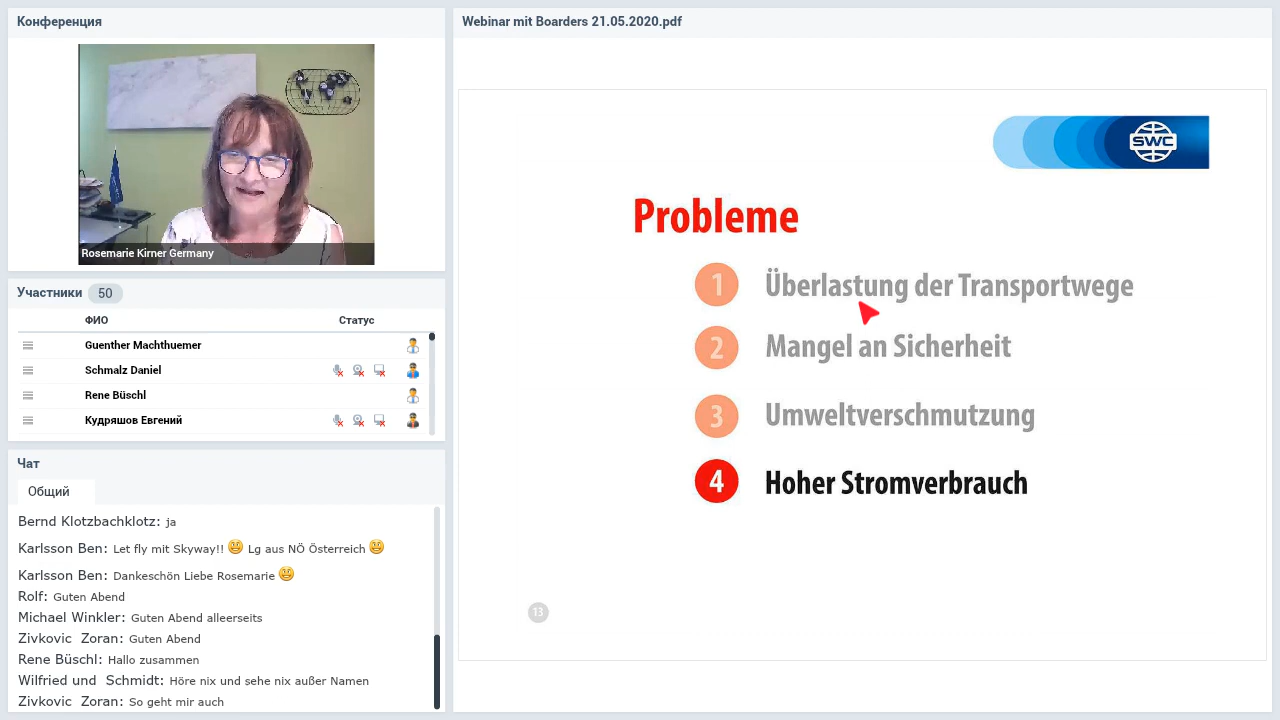 Конференция
Rosemarie Kirner Germany
Участники 50
ФИО Статус
Guenther Machthuemer
Schmalz Daniel
Rene Büschl
Кудряшов Евгений
Чат
Общий
Bernd Klotzbachklotz: ja
Karlsson Ben: Let fly mit Skyway!! Lg aus NÖ Österreich
Karlsson Ben: Dankeschön Liebe Rosemarie
Rolf: Guten Abend
Michael Winkler: Guten Abend alleerseits
Zivkovic Zoran: Guten Abend
Rene Büschl: Hallo zusammen
Wilfried und Schmidt: Höre nix und sehe nix außer Namen
Zivkovic Zoran: So geht mir auch
Webinar mit Boarders 21.05.2020.pdf
SWC
Probleme
1 Überlastung der Transportwege
2 Mangel an Sicherheit
3 Umweltverschmutzung
4 Hoher Stromverbrauch
13